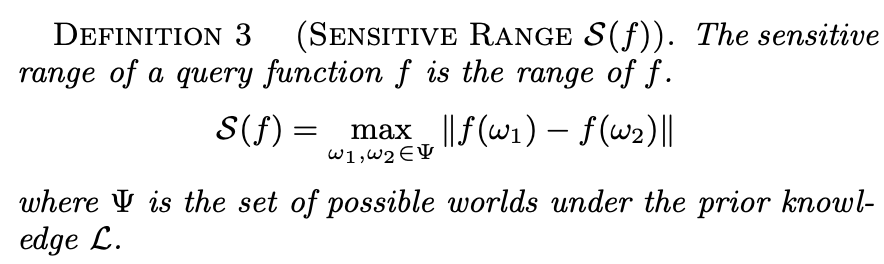 DEFINITION 3 (SENSITIVE RANGE 𝒮(f)). The sensitive
range of a query function f is the range of f.
𝒮(f) = max ‖f(ω₁) − f(ω₂)‖
ω₁,ω₂∈Ψ
where Ψ is the set of possible worlds under the prior knowl-
edge ℒ.